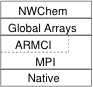 NWChem
Global Arrays
ARMCI
MPI
Native